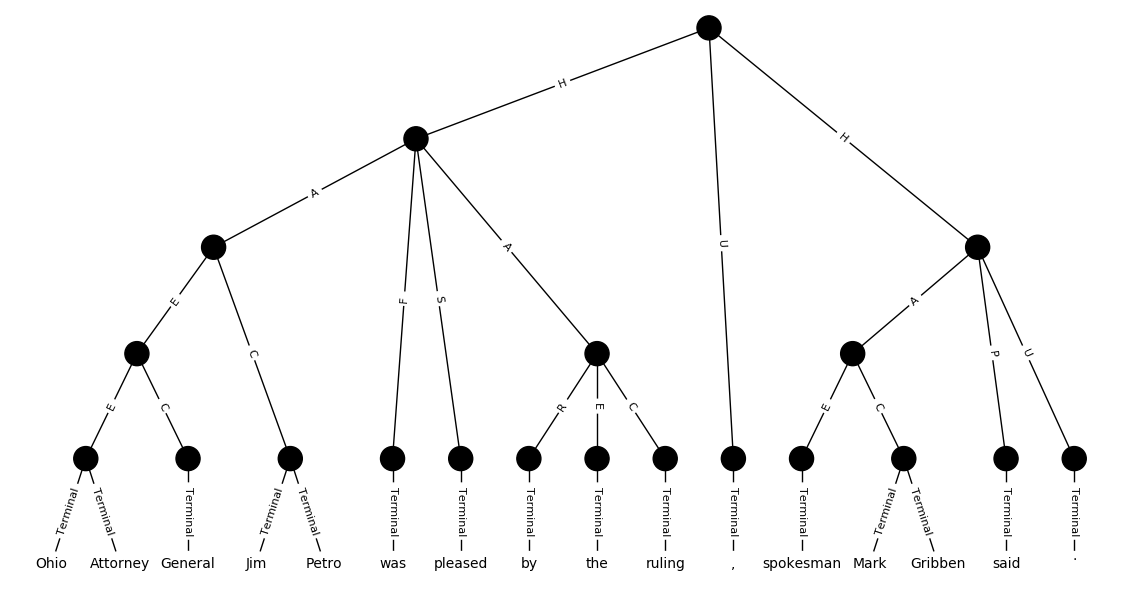 H
H
A
A
U
E
F
S
A
P
U
E
C
C
E
C
R
E
C
E
C
Terminal Terminal Terminal Terminal Terminal Terminal Terminal Terminal Terminal Terminal Terminal Terminal Terminal Terminal Terminal Terminal
Ohio Attorney General Jim Petro was pleased by the ruling , spokesman Mark Gribben said .